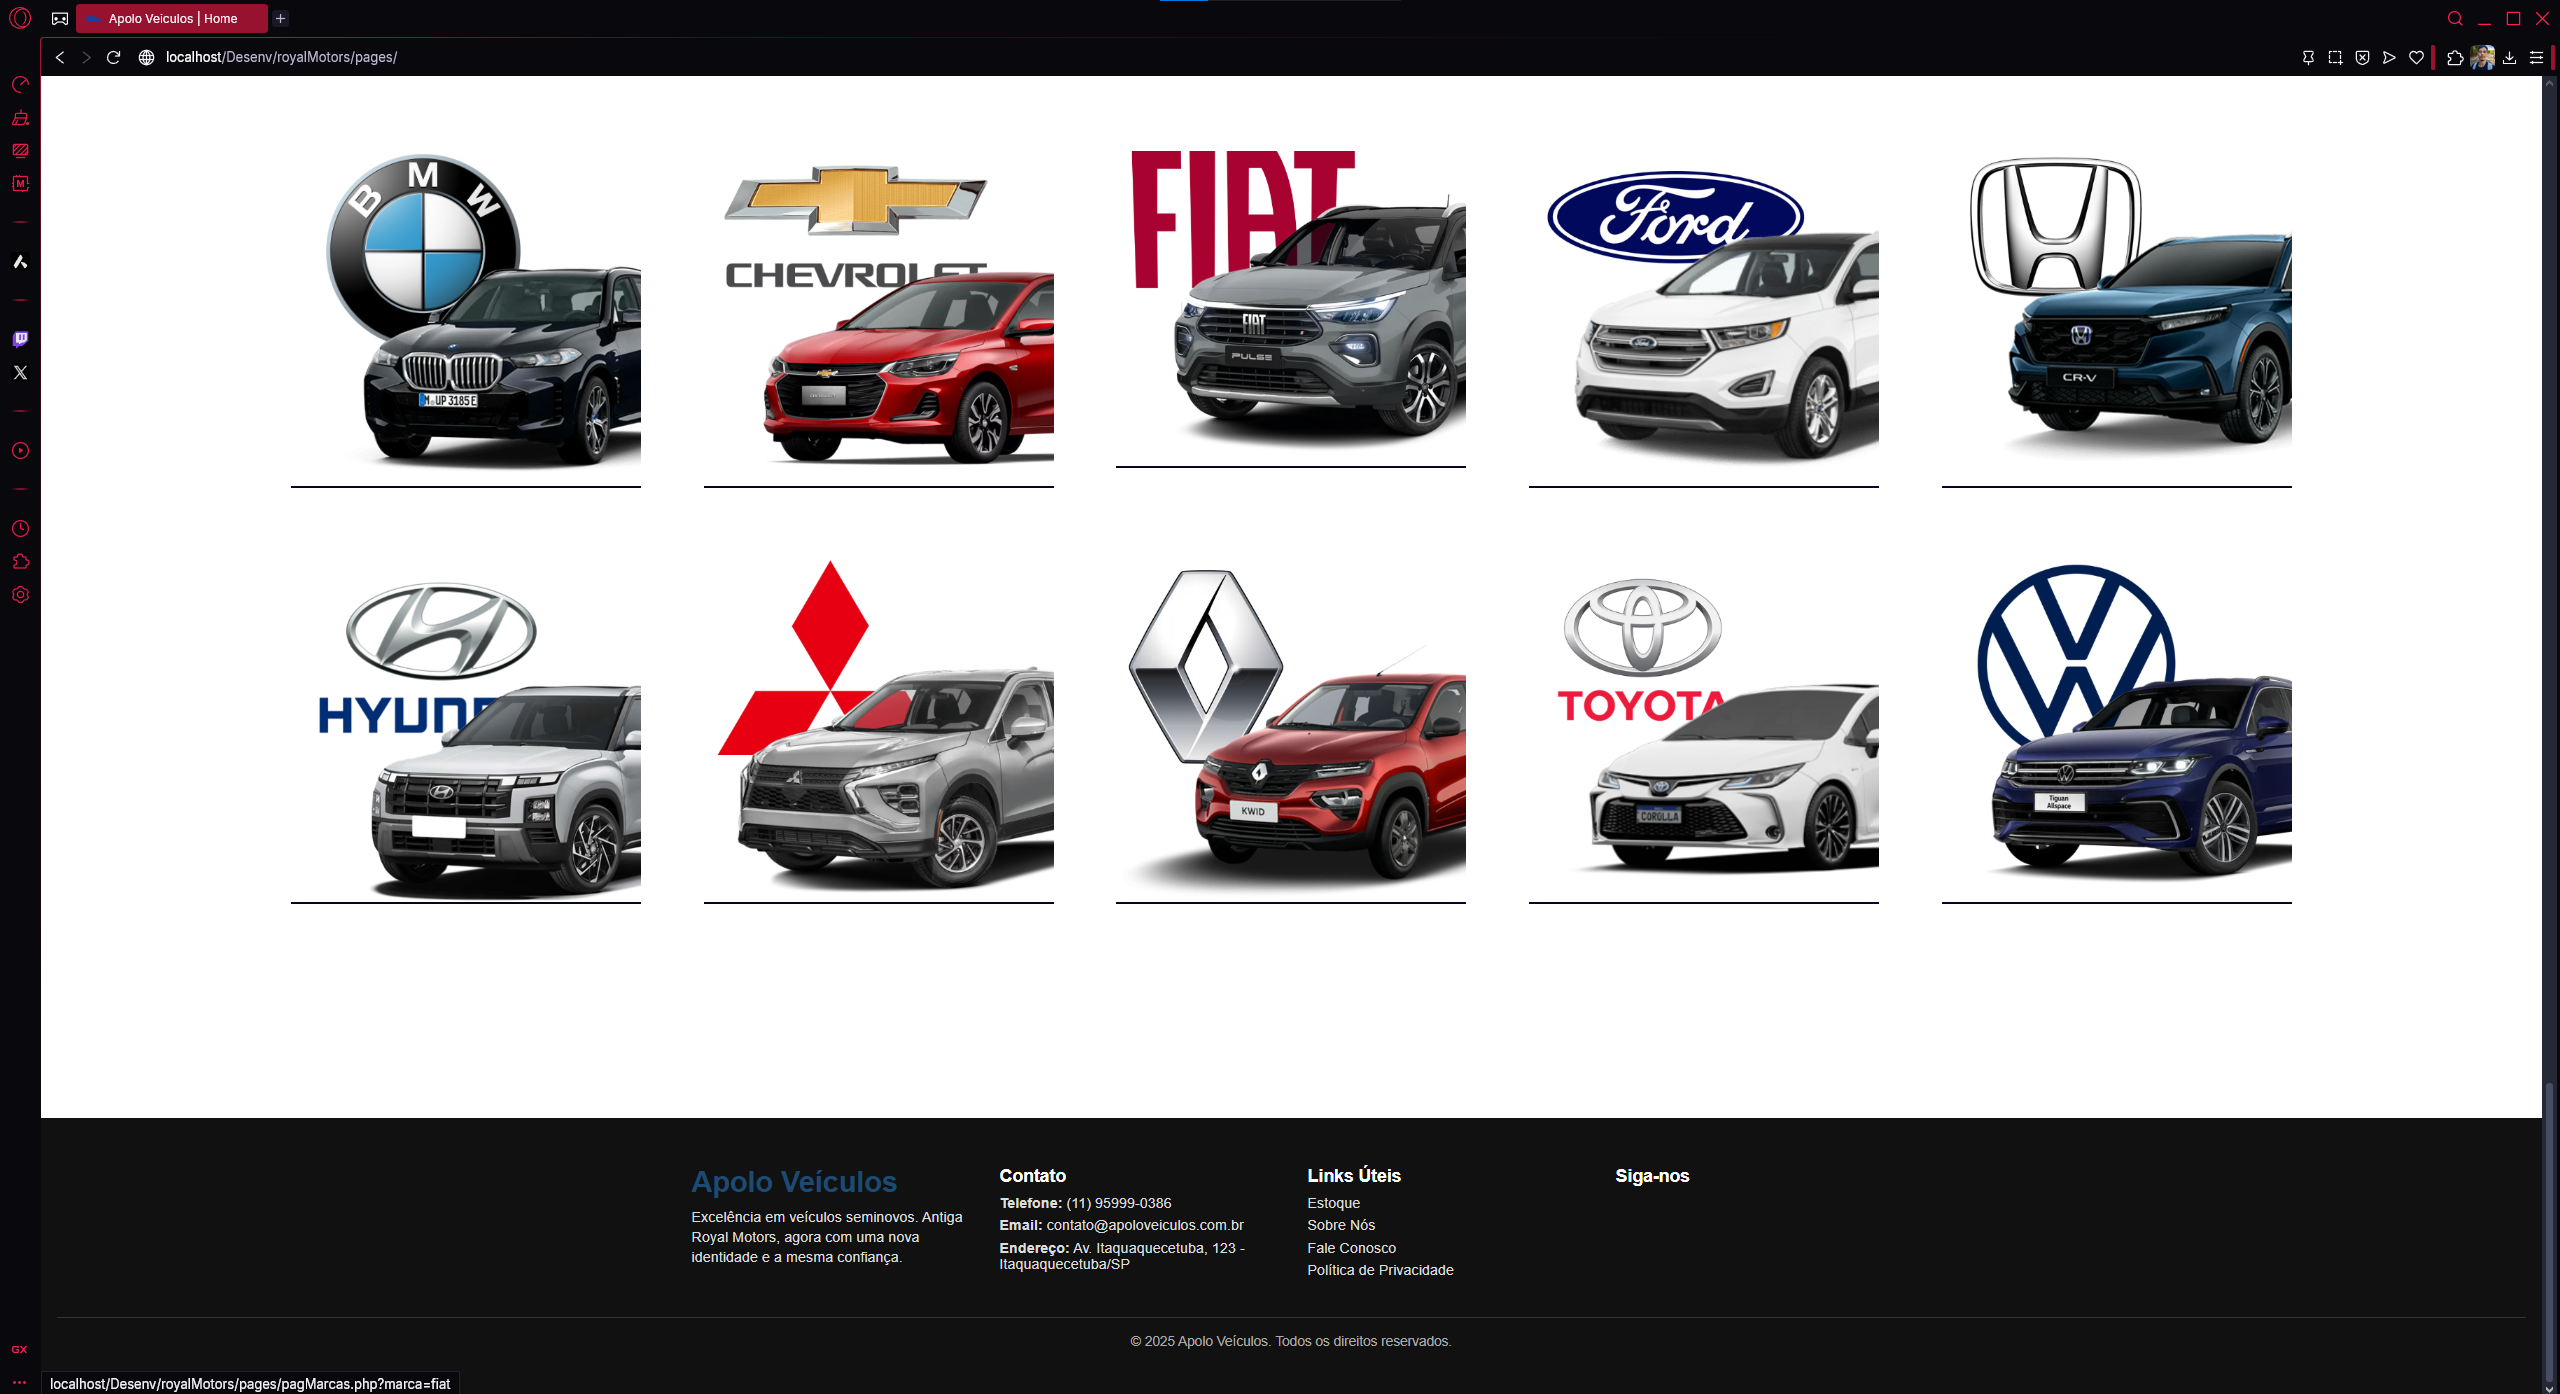 Apolo Veículos | Home
localhost/Desenv/royalMotors/pages/
BMW
CHEVROLET
FIAT
Ford
M UP 3185E
CHEVROLET
FIAT
PULSE
Ford
CR-V
HYUND
TOYOTA
KWID
COROLLA
Tiguan
Allspace
Apolo Veículos
Excelência em veículos seminovos. Antiga
Royal Motors, agora com uma nova
identidade e a mesma confiança.
Contato
Telefone: (11) 95999-0386
Email: contato@apoloveiculos.com.br
Endereço: Av. Itaquaquecetuba, 123 -
Itaquaquecetuba/SP
Links Úteis
Estoque
Sobre Nós
Fale Conosco
Política de Privacidade
Siga-nos
© 2025 Apolo Veículos. Todos os direitos reservados.
GX
localhost/Desenv/royalMotors/pages/pagMarcas.php?marca=fiat